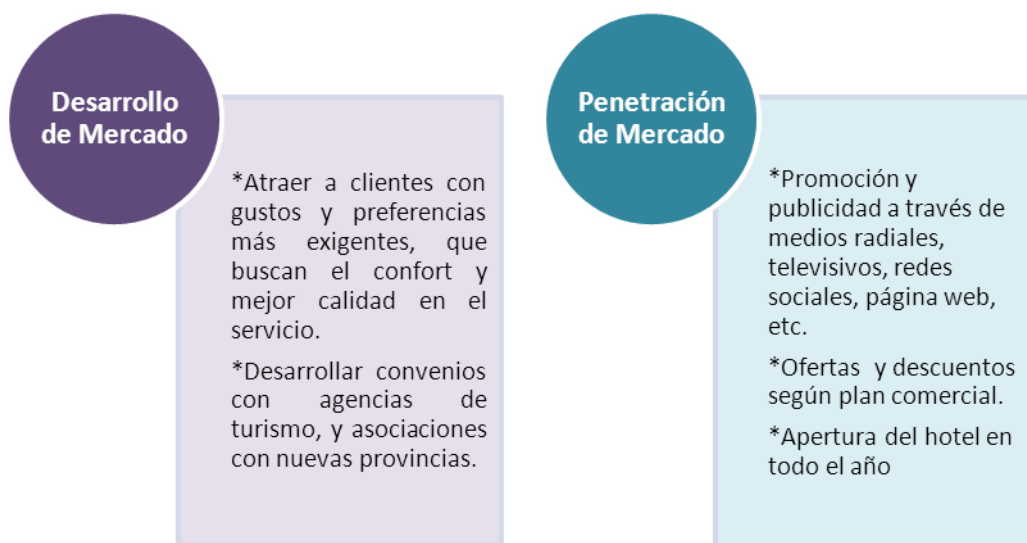 Desarrollo
de Mercado
*Atraer a clientes con
gustos y preferencias
más exigentes, que
buscan el confort y
mejor calidad en el
servicio.
*Desarrollar convenios
con agencias de
turismo, y asociaciones
con nuevas provincias.
Penetración
de Mercado
*Promoción y
publicidad a través de
medios radiales,
televisivos, redes
sociales, página web,
etc.
*Ofertas y descuentos
según plan comercial.
*Apertura del hotel en
todo el año